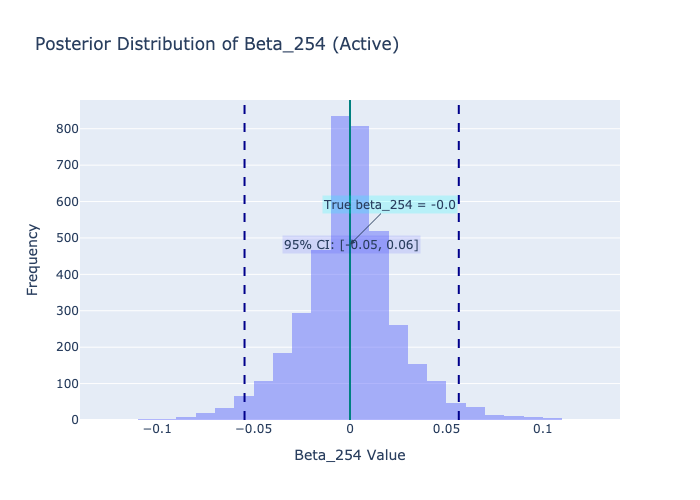 Posterior Distribution of Beta_254 (Active)
800
700
600
500
400
300
200
100
0
Frequency
True beta_254 = -0.0
95% CI: [-0.05, 0.06]
−0.1 −0.05 0 0.05 0.1
Beta_254 Value